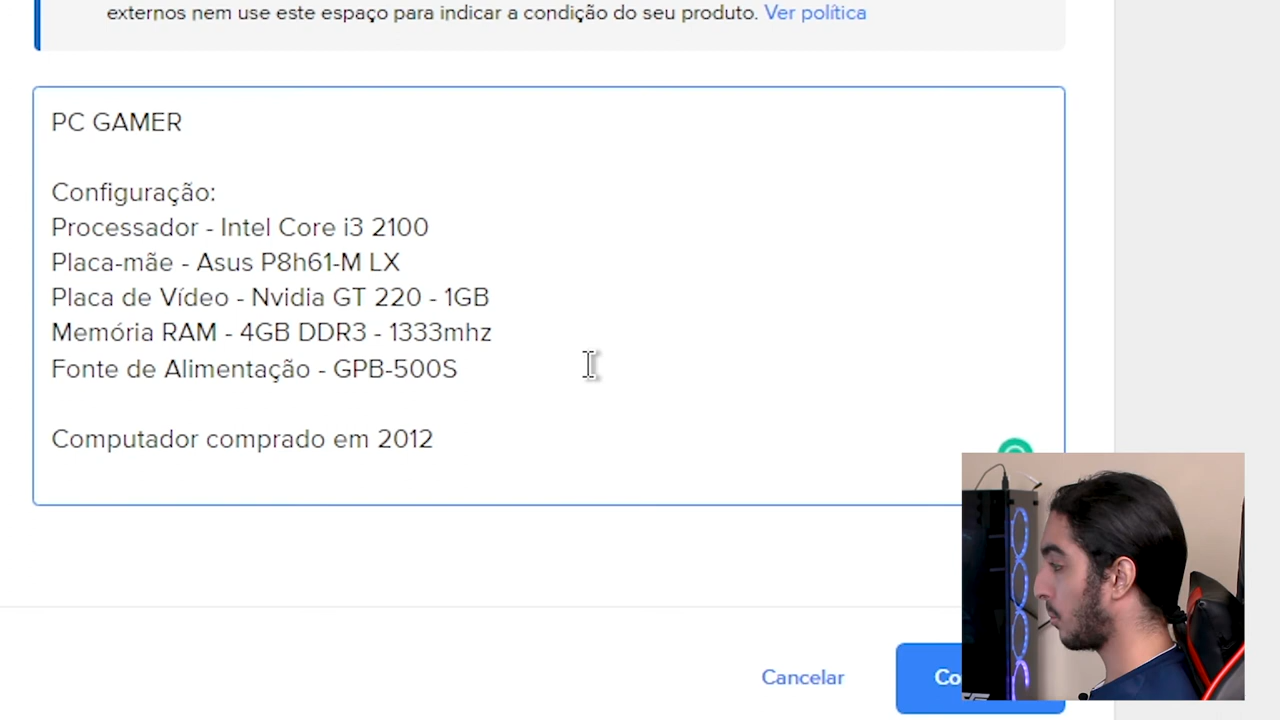 externos nem use este espaço para indicar a condição do seu produto. Ver política
PC GAMER
Configuração:
Processador - Intel Core i3 2100
Placa-mãe - Asus P8h61-M LX
Placa de Vídeo - Nvidia GT 220 - 1GB
Memória RAM - 4GB DDR3 - 1333mhz
Fonte de Alimentação - GPB-500S
Computador comprado em 2012
Cancelar
Co